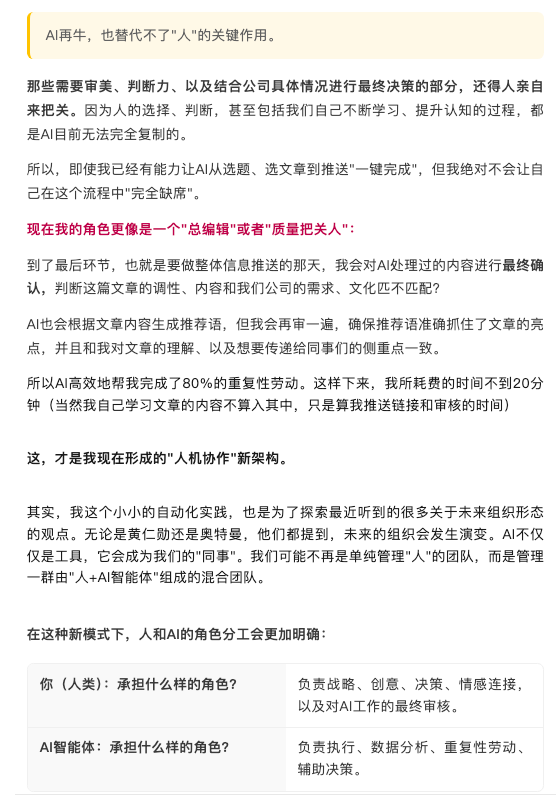 AI再牛，也替代不了"人"的关键作用。
那些需要审美、判断力、以及结合公司具体情况进行最终决策的部分，还得人亲自
来把关。因为人的选择、判断，甚至包括我们自己不断学习、提升认知的过程，都
是AI目前无法完全复制的。
所以，即使我已经有能力让AI从选题、选文章到推送"一键完成"，但我绝对不会让自
己在这个流程中"完全缺席"。
现在我的角色更像是一个"总编辑"或者"质量把关人"：
到了最后环节，也就是要做整体信息推送的那天，我会对AI处理过的内容进行最终确
认，判断这篇文章的调性、内容和我们公司的需求、文化匹不匹配？
AI也会根据文章内容生成推荐语，但我会再审一遍，确保推荐语准确抓住了文章的亮
点，并且和我对文章的理解、以及想要传递给同事们的侧重点一致。
所以AI高效地帮我完成了80%的重复性劳动。这样下来，我所耗费的时间不到20分
钟（当然我自己学习文章的内容不算入其中，只是算我推送链接和审核的时间）
这，才是我现在形成的"人机协作"新架构。
其实，我这个小小的自动化实践，也是为了探索最近听到的很多关于未来组织形态
的观点。无论是黄仁勋还是奥特曼，他们都提到，未来的组织会发生演变。AI不仅
仅是工具，它会成为我们的"同事"。我们可能不再是单纯管理"人"的团队，而是管理
一群由"人+AI智能体"组成的混合团队。
在这种新模式下，人和AI的角色分工会更加明确：
你（人类）：承担什么样的角色？
负责战略、创意、决策、情感连接，
以及对AI工作的最终审核。
AI智能体：承担什么样的角色？
负责执行、数据分析、重复性劳动、
辅助决策。